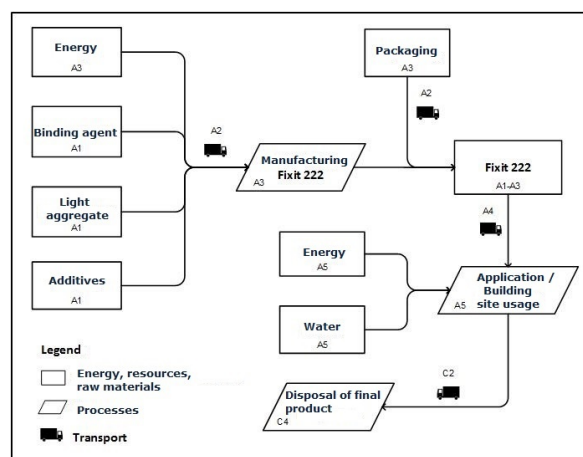 Energy
A3
Packaging
A3
A2
Binding agent
A1
A2
Manufacturing
Fixit 222
A3
Fixit 222
A1-A3
Light
aggregate
A1
A4
Energy
A5
Additives
A1
Application /
Building
site usage
A5
Water
A5
Legend
Energy, resources,
raw materials
Processes
Transport
C2
Disposal of final
product
C4